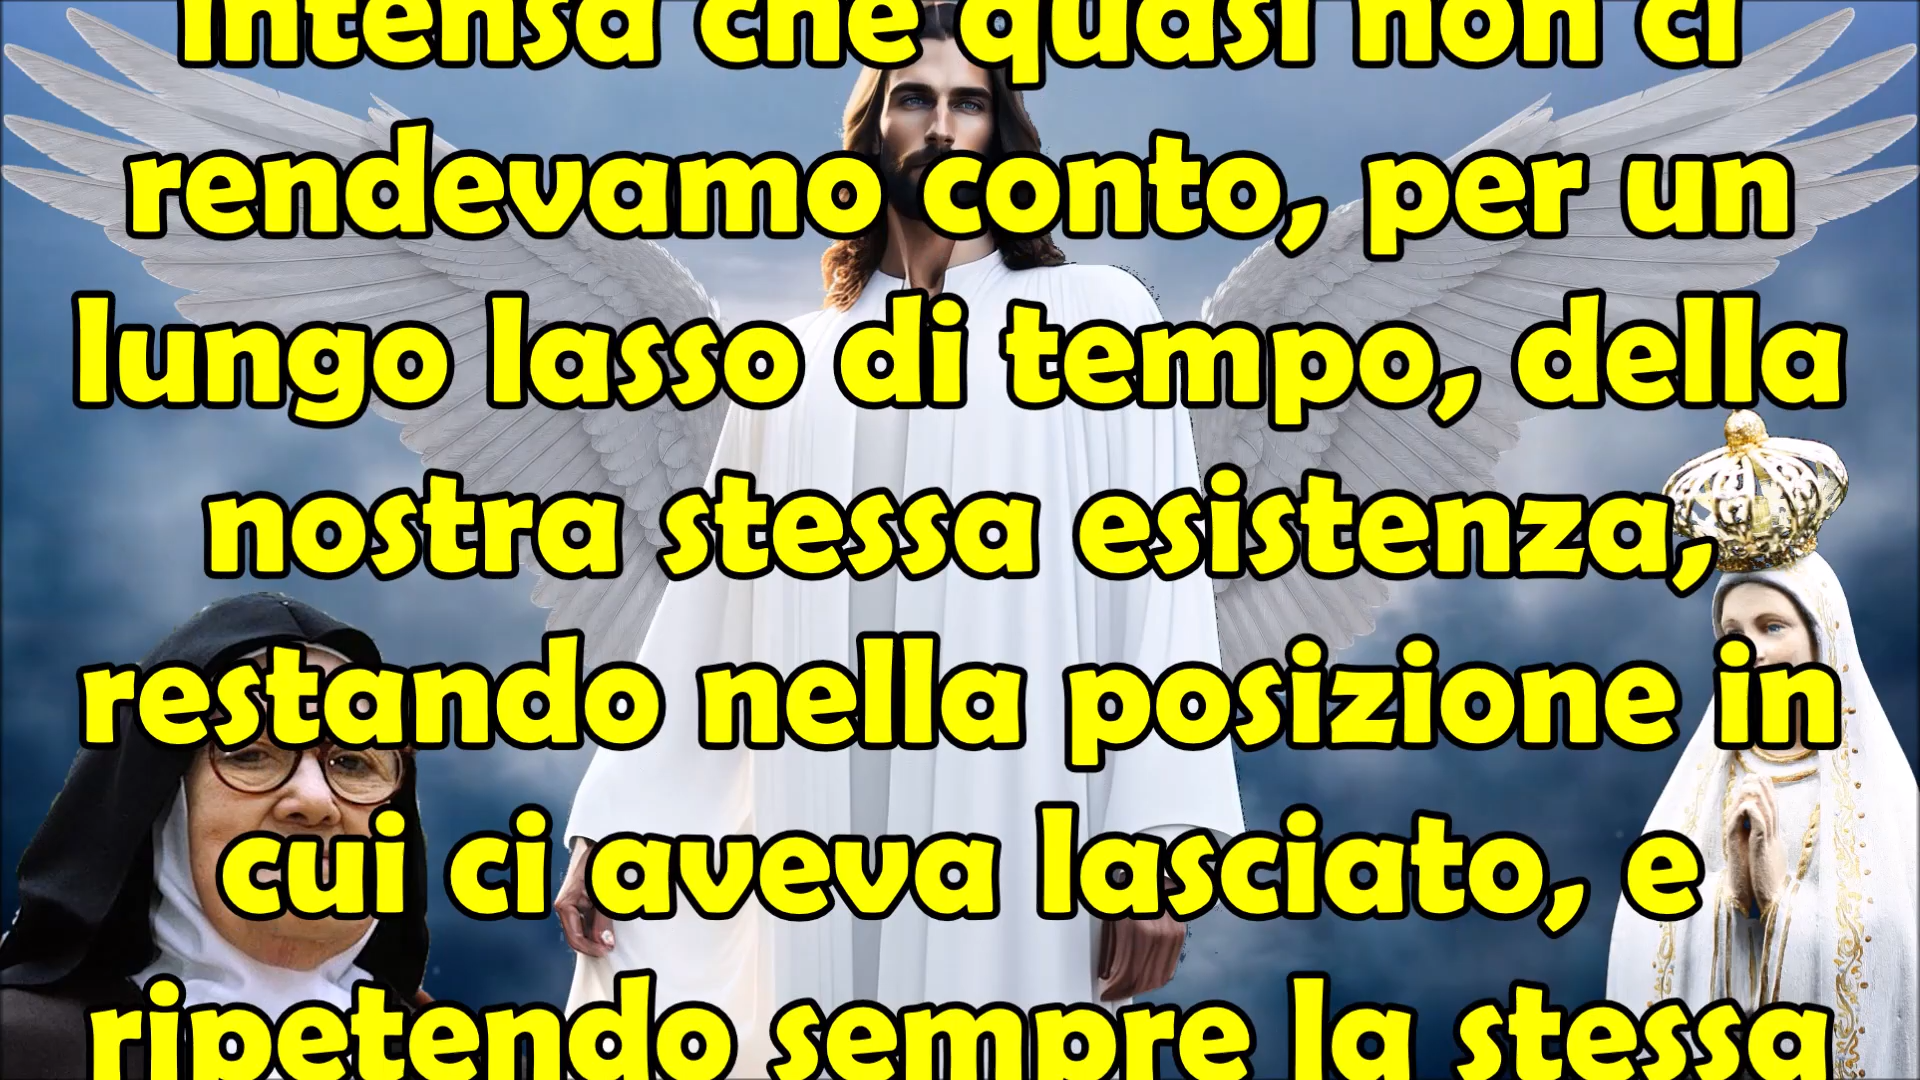 intensa che quasi non ci
rendevamo conto, per un
lungo lasso di tempo, della
nostra stessa esistenza,
restando nella posizione in
cui ci aveva lasciato, e
ripetendo sempre la stessa